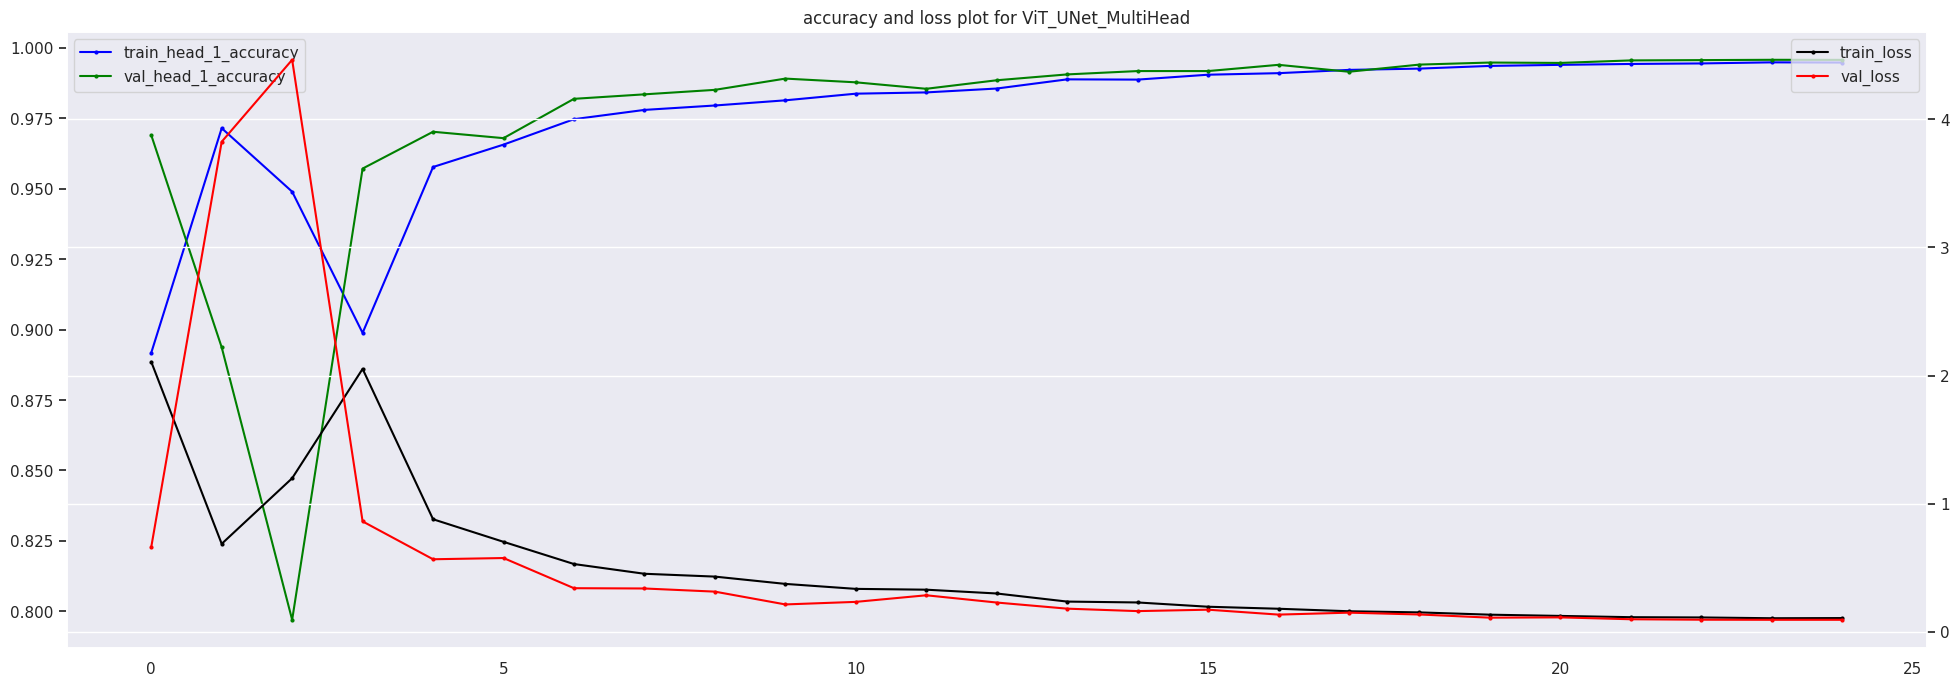 accuracy and loss plot for ViT_UNet_MultiHead
train_head_1_accuracy
val_head_1_accuracy
train_loss
val_loss
1.000
0.975
0.950
0.925
0.900
0.875
0.850
0.825
0.800
4
3
2
1
0
0 5 10 15 20 25